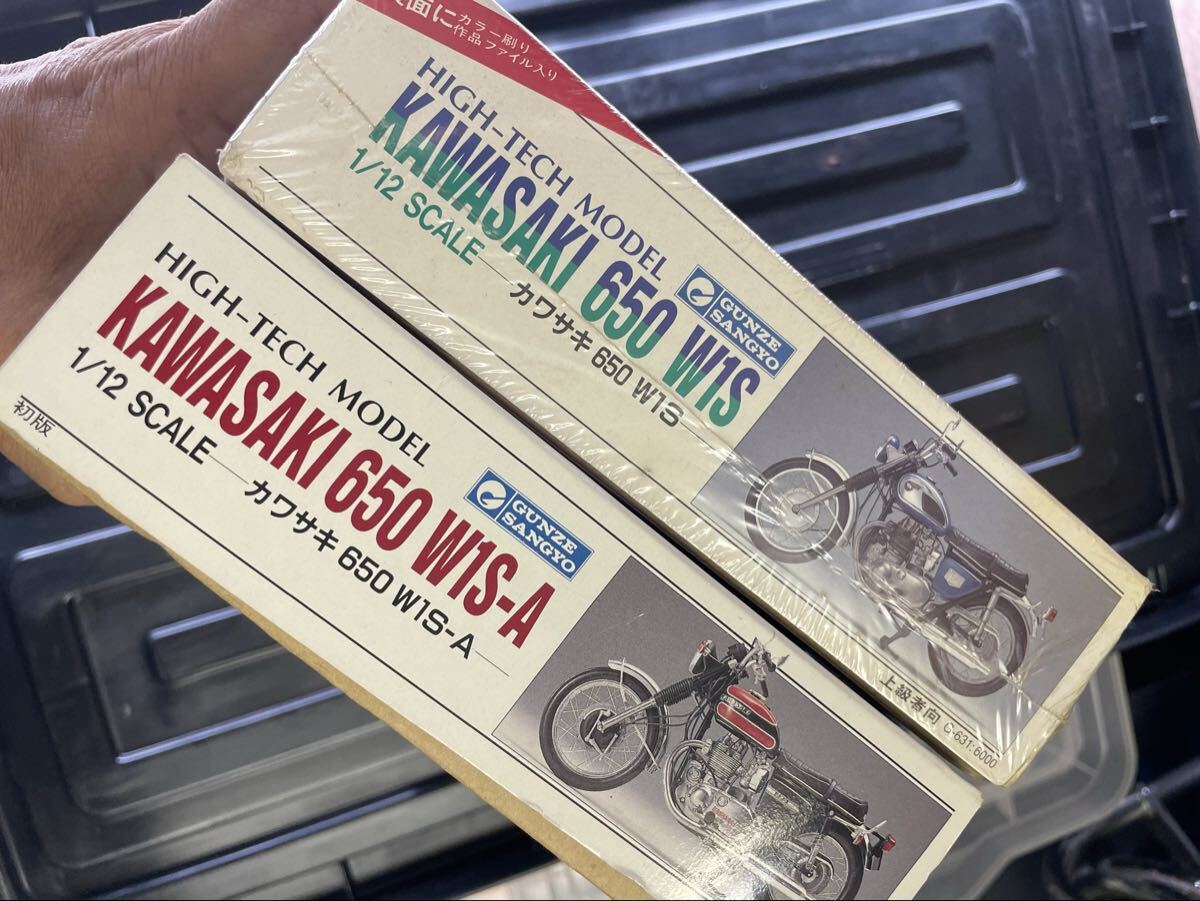 面に
カラー刷り
作品ファイル入り
HIGH-TECH MODEL
KAWASAKI 650 W1S
1/12 SCALE
カワサキ 650 W1S
GUNZE
SANGYO
上級者向 C-631:6000
HIGH-TECH MODEL
KAWASAKI 650 W1S-A
1/12 SCALE
カワサキ 650 W1S-A
初版
GUNZE
SANGYO